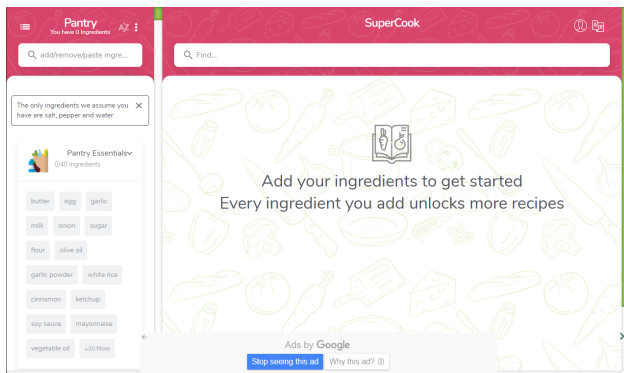 Pantry
You have 0 Ingredients
add/remove/paste ingre...
The only ingredients we assume you
have are salt, pepper and water
Pantry Essentials
0/40 Ingredients
butter egg garlic
milk onion sugar
flour olive oil
garlic powder white rice
cinnamon ketchup
soy sauce mayonnaise
vegetable oil +30 More
SuperCook
Find...
Add your ingredients to get started
Every ingredient you add unlocks more recipes
Ads by Google
Stop seeing this ad Why this ad?